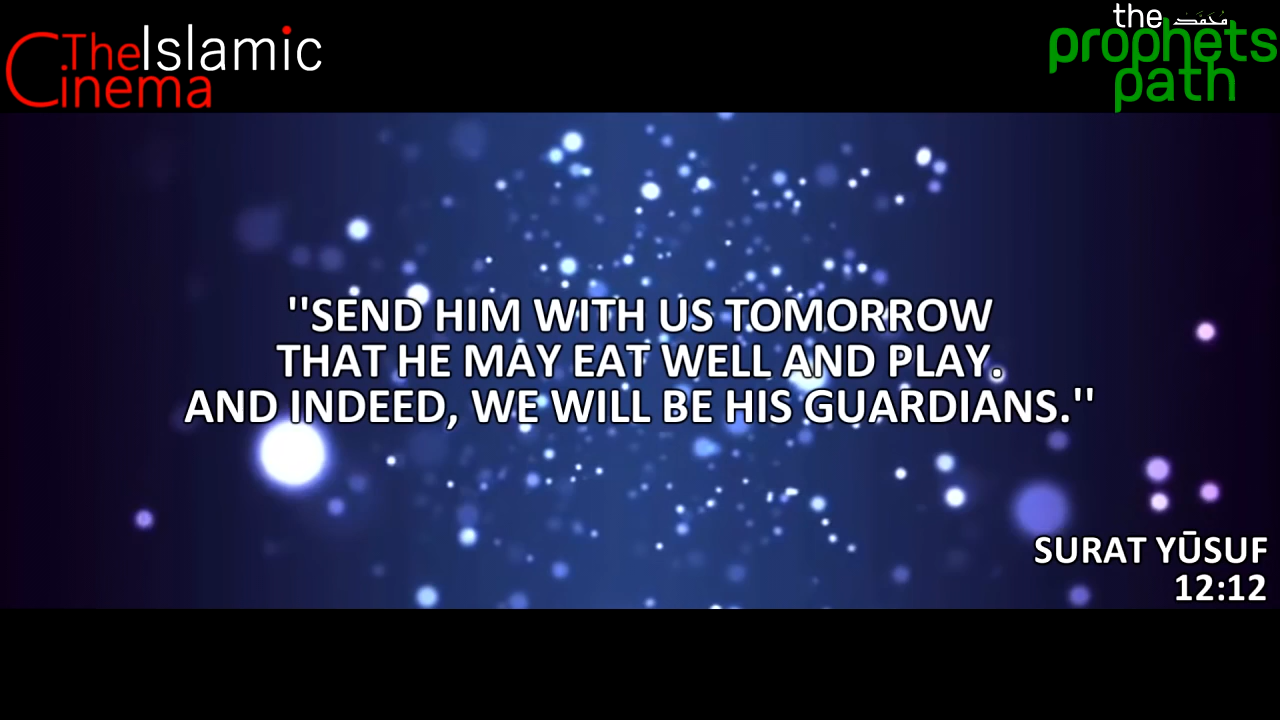 TheIslamic
Cinema
the محمد
prophets
path
''SEND HIM WITH US TOMORROW
THAT HE MAY EAT WELL AND PLAY.
AND INDEED, WE WILL BE HIS GUARDIANS.''
SURAT YŪSUF
12:12